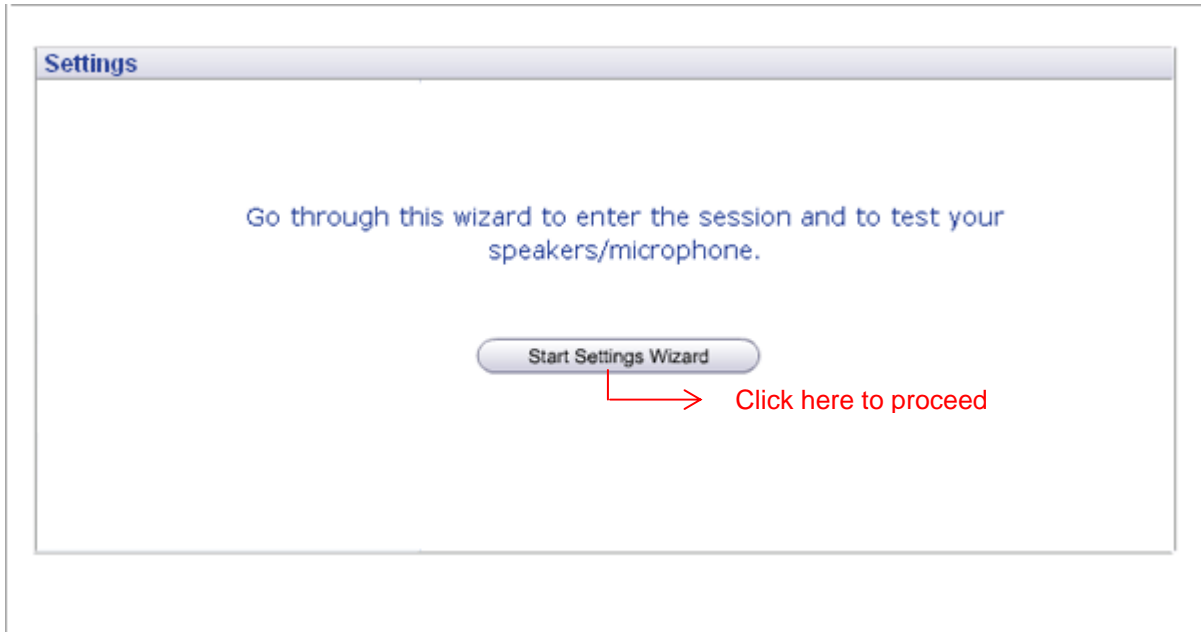 Settings
Go through this wizard to enter the session and to test your
speakers/microphone.
Start Settings Wizard
Click here to proceed